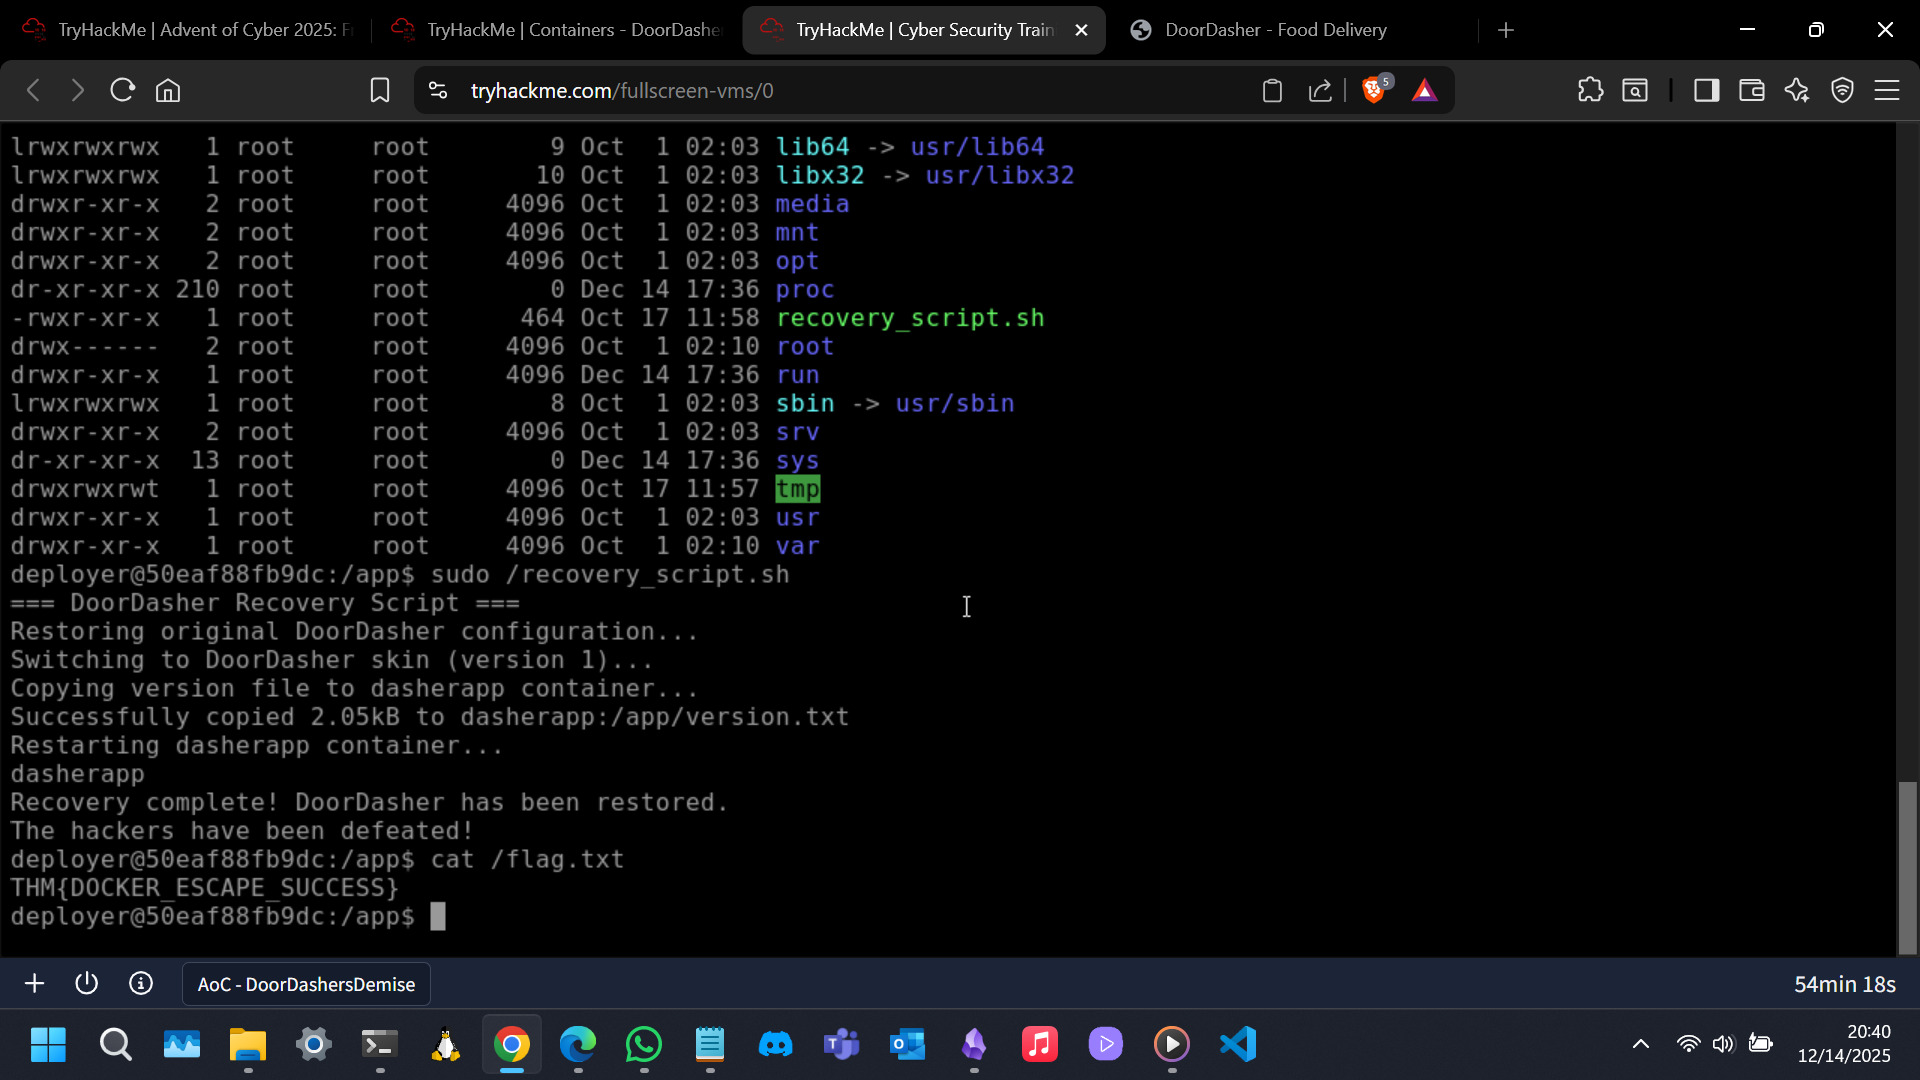 TryHackMe | Advent of Cyber 2025: F
TryHackMe | Containers - DoorDashe
TryHackMe | Cyber Security Train
DoorDasher - Food Delivery
tryhackme.com/fullscreen-vms/0
5
lrwxrwxrwx   1 root     root         9 Oct  1 02:03 lib64 -> usr/lib64
lrwxrwxrwx   1 root     root        10 Oct  1 02:03 libx32 -> usr/libx32
drwxr-xr-x   2 root     root      4096 Oct  1 02:03 media
drwxr-xr-x   2 root     root      4096 Oct  1 02:03 mnt
drwxr-xr-x   2 root     root      4096 Oct  1 02:03 opt
dr-xr-xr-x 210 root     root         0 Dec 14 17:36 proc
-rwxr-xr-x   1 root     root       464 Oct 17 11:58 recovery_script.sh
drwx------   2 root     root      4096 Oct  1 02:10 root
drwxr-xr-x   1 root     root      4096 Dec 14 17:36 run
lrwxrwxrwx   1 root     root         8 Oct  1 02:03 sbin -> usr/sbin
drwxr-xr-x   2 root     root      4096 Oct  1 02:03 srv
dr-xr-xr-x  13 root     root         0 Dec 14 17:36 sys
drwxrwxrwt   1 root     root      4096 Oct 17 11:57 tmp
drwxr-xr-x   1 root     root      4096 Oct  1 02:03 usr
drwxr-xr-x   1 root     root      4096 Oct  1 02:10 var
deployer@50eaf88fb9dc:/app$ sudo /recovery_script.sh
=== DoorDasher Recovery Script ===
Restoring original DoorDasher configuration...
Switching to DoorDasher skin (version 1)...
Copying version file to dasherapp container...
Successfully copied 2.05kB to dasherapp:/app/version.txt
Restarting dasherapp container...
dasherapp
Recovery complete! DoorDasher has been restored.
The hackers have been defeated!
deployer@50eaf88fb9dc:/app$ cat /flag.txt
THM{DOCKER_ESCAPE_SUCCESS}
deployer@50eaf88fb9dc:/app$
AoC - DoorDashersDemise
54min 18s
20:40
12/14/2025